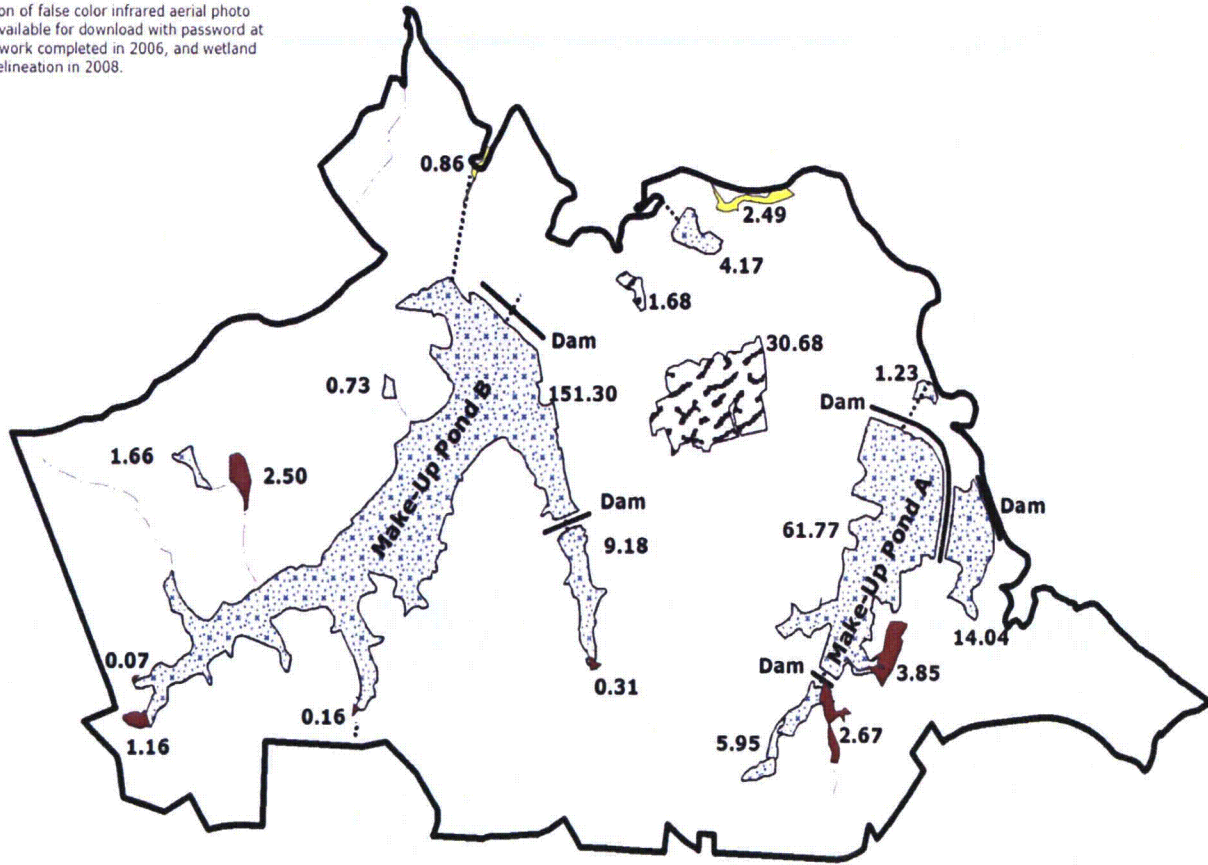 on of false color infrared aerial photo
vailable for download with password at
work completed in 2006, and wetland
elineation in 2008.
0.86
2.49
4.17
1.68
Dam
30.68
0.73
151.30
1.23
Dam
Make-Up Pond B
1.66
2.50
Dam
9.18
Dam
61.77
Make-Up Pond A
14.04
0.07
Dam
3.85
0.31
0.16
1.16
5.95
2.67